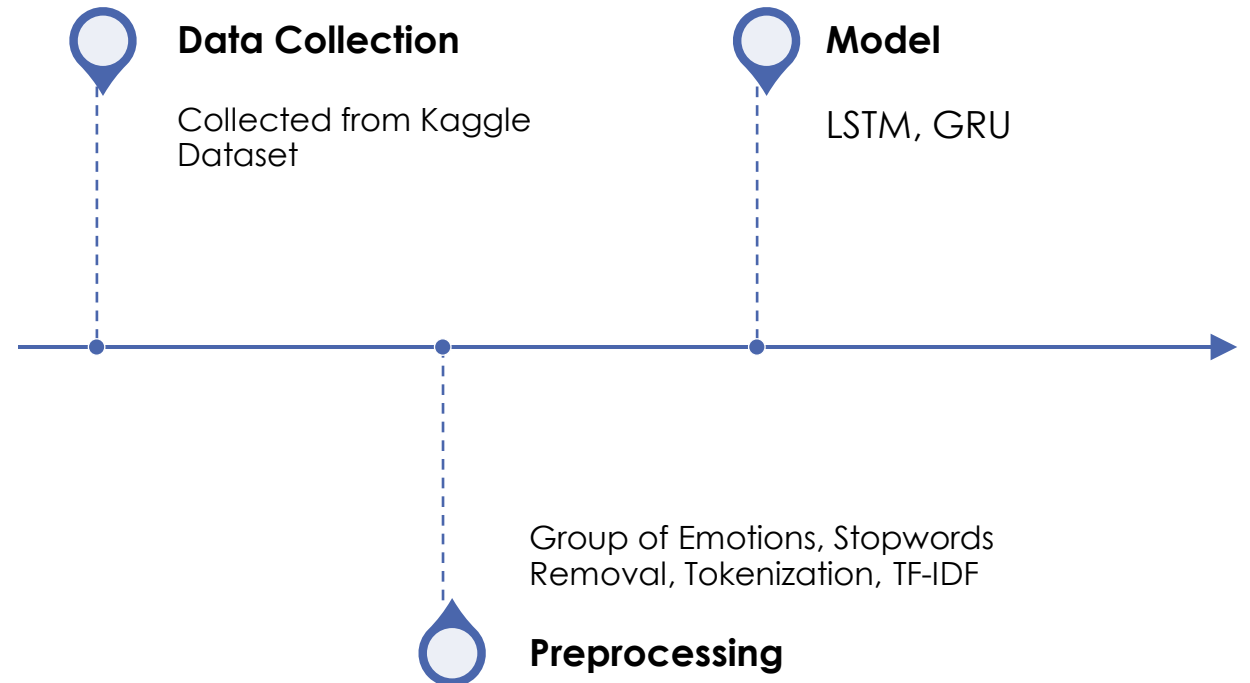 Data Collection
Collected from Kaggle
Dataset
Model
LSTM, GRU
Group of Emotions, Stopwords
Removal, Tokenization, TF-IDF
Preprocessing